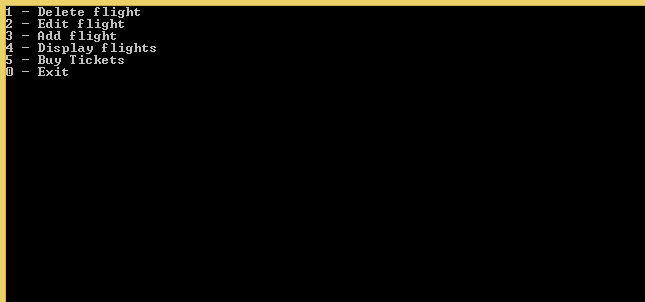 1 - Delete flight
2 - Edit flight
3 - Add flight
4 - Display flights
5 - Buy Tickets
0 - Exit